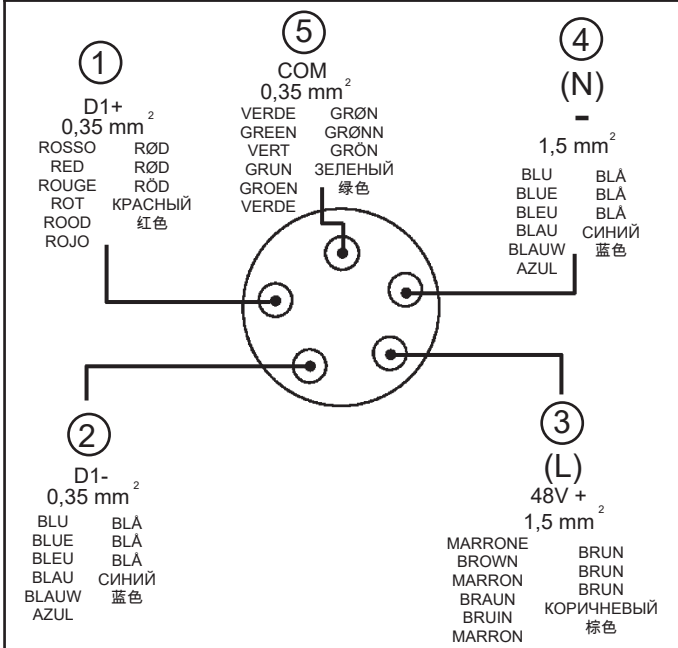 1
D1+
0,35 mm²
ROSSO
RED
ROUGE
ROT
ROOD
ROJO
RØD
RØD
RÖD
КРАСНЫЙ
红色
5
COM
0,35 mm²
VERDE
GREEN
VERT
GRUN
GROEN
VERDE
GRØN
GRØNN
GRÖN
ЗЕЛЕНЫЙ
绿色
4
(N)
-
1,5 mm²
BLU
BLUE
BLEU
BLAU
BLAUW
AZUL
BLÅ
BLÅ
BLÅ
СИНИЙ
蓝色
2
D1-
0,35 mm²
BLU
BLUE
BLEU
BLAU
BLAUW
AZUL
BLÅ
BLÅ
BLÅ
СИНИЙ
蓝色
3
(L)
48V +
1,5 mm²
MARRONE
BROWN
MARRON
BRAUN
BRUIN
MARRON
BRUN
BRUN
BRUN
КОРИЧНЕВЫЙ
棕色